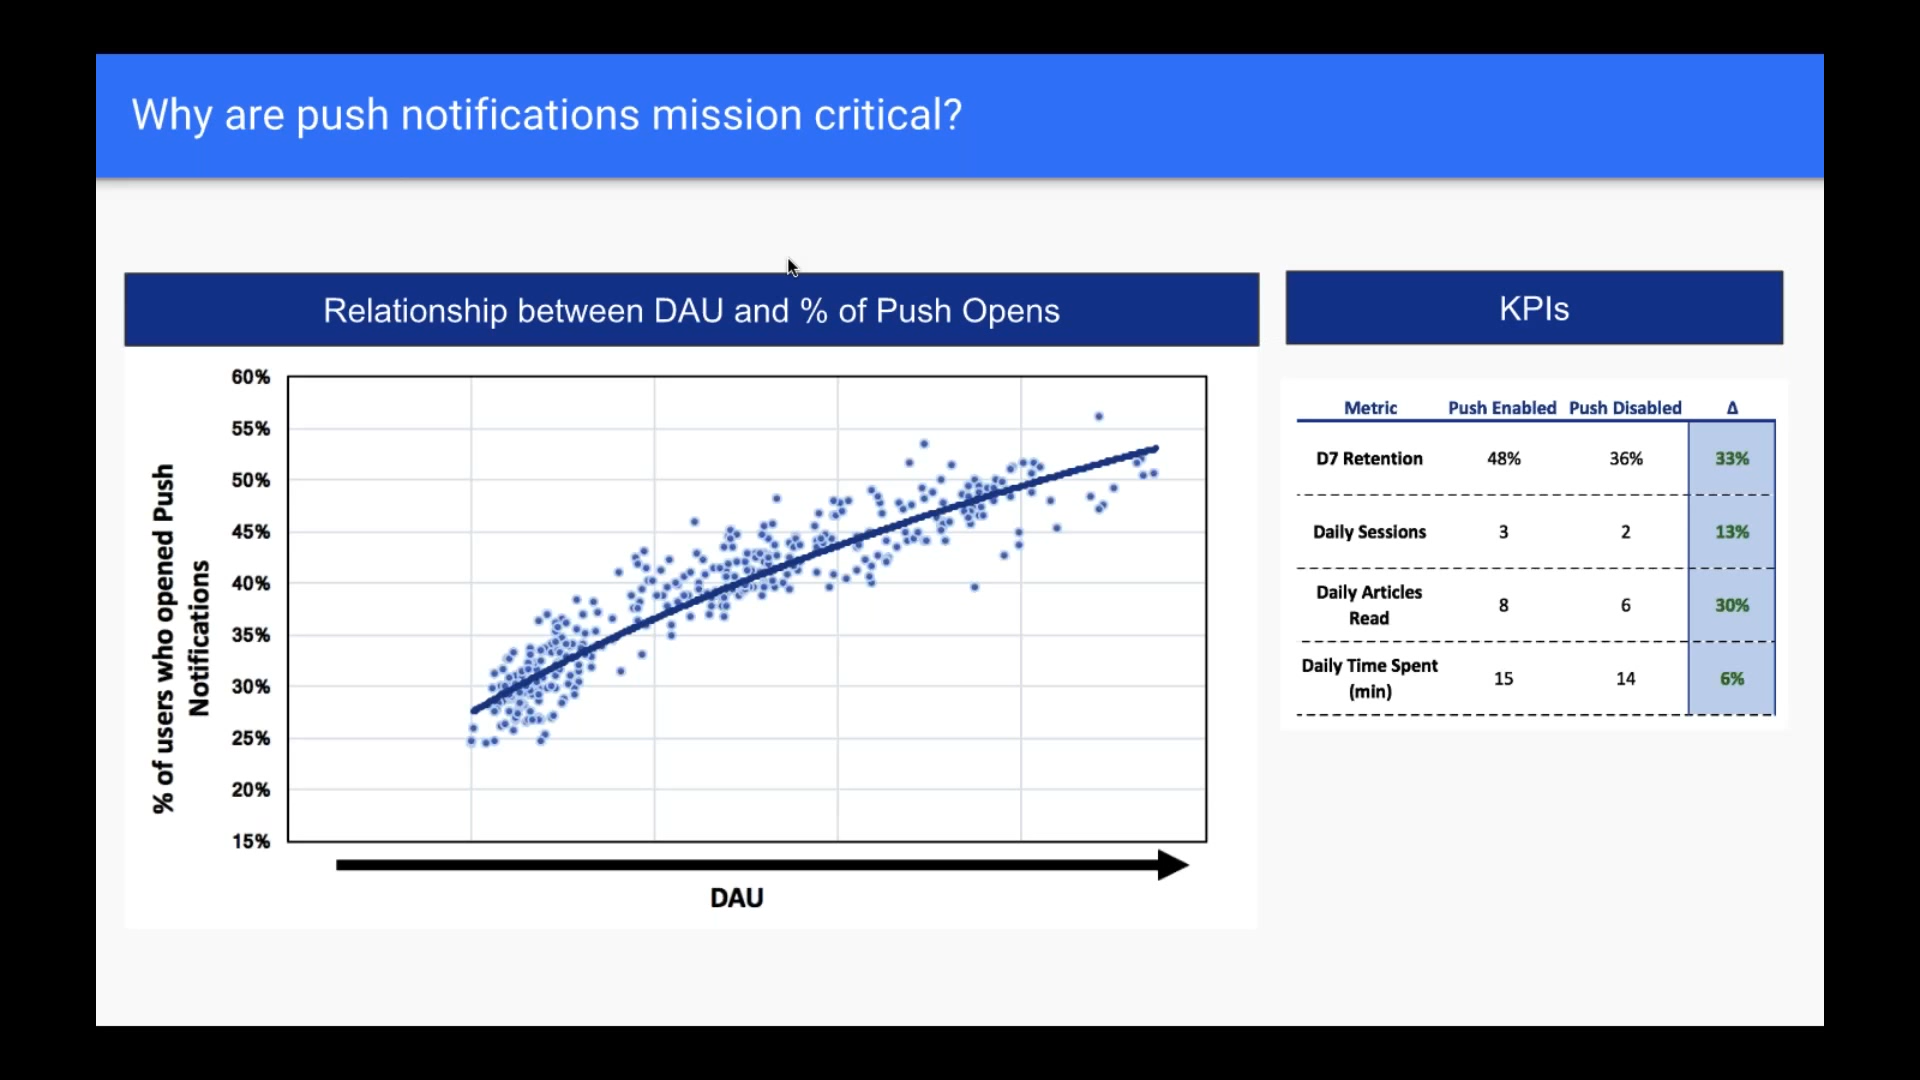 Why are push notifications mission critical?
Relationship between DAU and % of Push Opens
% of users who opened Push
Notifications
60%
55%
50%
45%
40%
35%
30%
25%
20%
15%
DAU
KPIs
Metric Push Enabled Push Disabled Δ
D7 Retention 48% 36% 33%
Daily Sessions 3 2 13%
Daily Articles
Read 8 6 30%
Daily Time Spent
(min) 15 14 6%